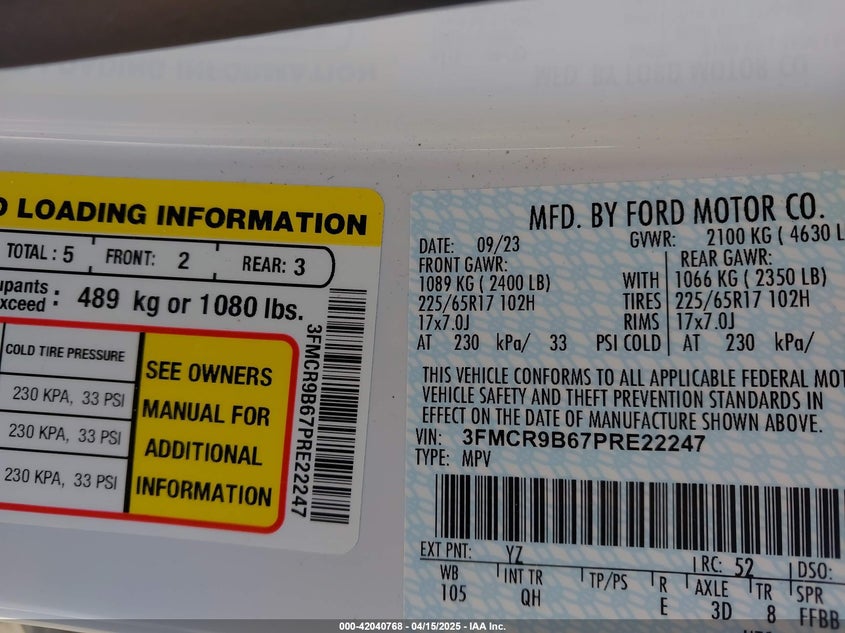 O LOADING INFORMATION
TOTAL: 5 FRONT: 2 REAR: 3
upants
xceed : 489 kg or 1080 lbs.
COLD TIRE PRESSURE
230 KPA, 33 PSI
230 KPA, 33 PSI
230 KPA, 33 PSI
SEE OWNERS
MANUAL FOR
ADDITIONAL
INFORMATION
3FMCR9B67PRE22247
MFD. BY FORD MOTOR CO.
DATE: 09/23 GVWR: 2100 KG ( 4630 L
FRONT GAWR: REAR GAWR:
1089 KG ( 2400 LB) WITH 1066 KG ( 2350 LB)
225/65R17 102H TIRES 225/65R17 102H
17x7.0J RIMS 17x7.0J
AT 230 kPa/ 33 PSI COLD AT 230 kPa/
THIS VEHICLE CONFORMS TO ALL APPLICABLE FEDERAL MOT
VEHICLE SAFETY AND THEFT PREVENTION STANDARDS IN
EFFECT ON THE DATE OF MANUFACTURE SHOWN ABOVE.
VIN: 3FMCR9B67PRE22247
TYPE: MPV
EXT PNT: YZ RC: 52 DSO:
WB INT TR TP/PS R AXLE TR SPR
105 QH E 3D 8 FFBB
000-42040768 - 04/15/2025 - IAA Inc.